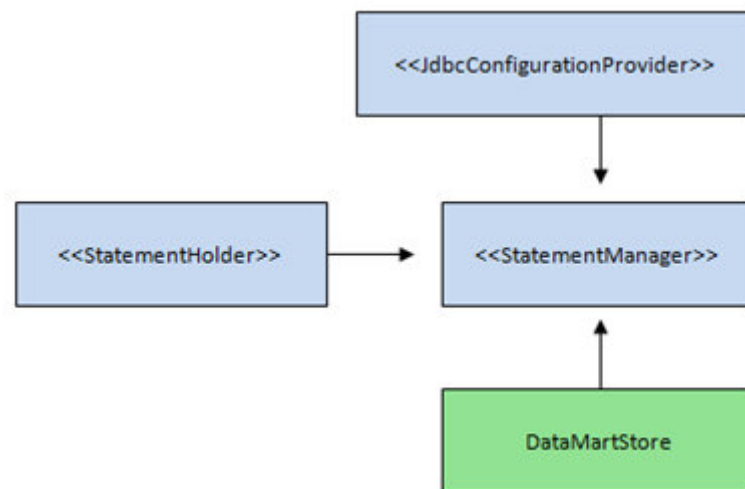 <<JdbcConfigurationProvider>>
<<StatementHolder>>
<<StatementManager>>
DataMartStore